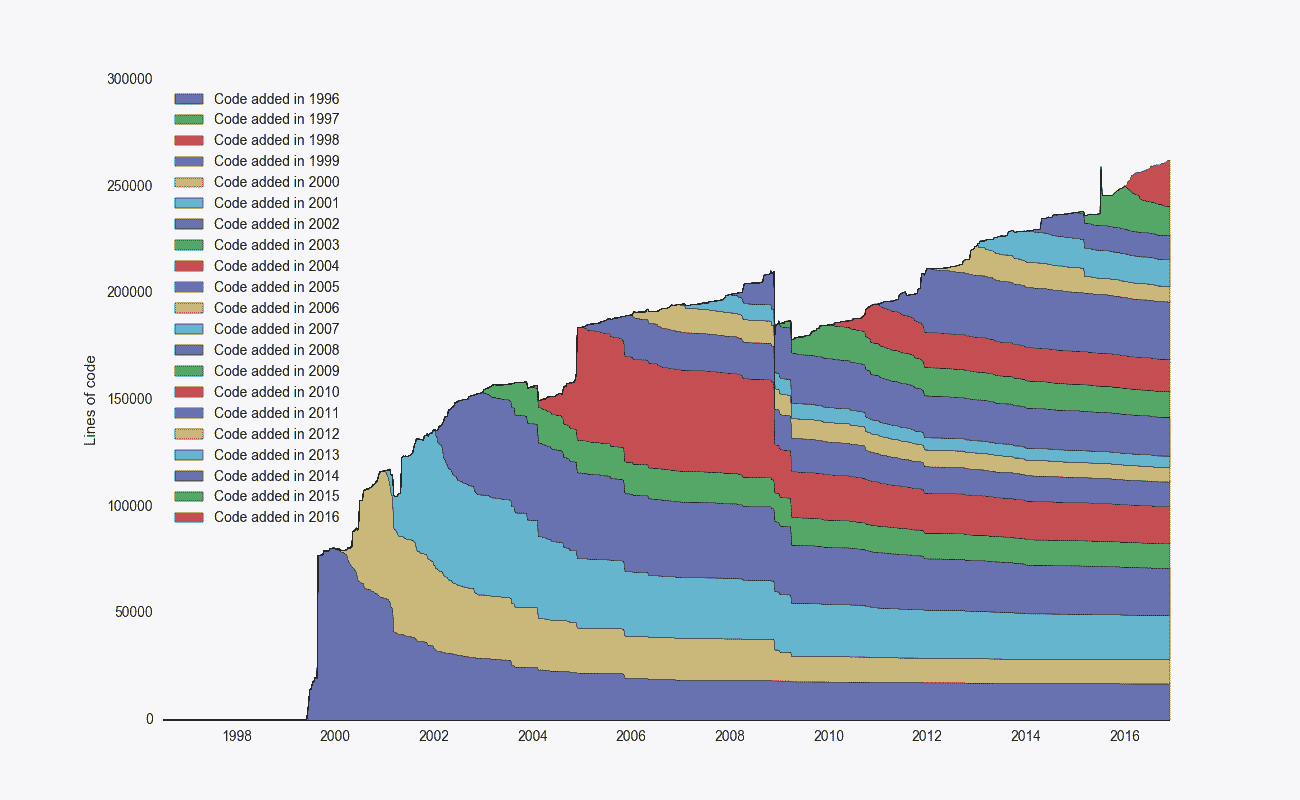 300000
250000
200000
150000
100000
50000
0
Lines of code
Code added in 1996
Code added in 1997
Code added in 1998
Code added in 1999
Code added in 2000
Code added in 2001
Code added in 2002
Code added in 2003
Code added in 2004
Code added in 2005
Code added in 2006
Code added in 2007
Code added in 2008
Code added in 2009
Code added in 2010
Code added in 2011
Code added in 2012
Code added in 2013
Code added in 2014
Code added in 2015
Code added in 2016
1998 2000 2002 2004 2006 2008 2010 2012 2014 2016